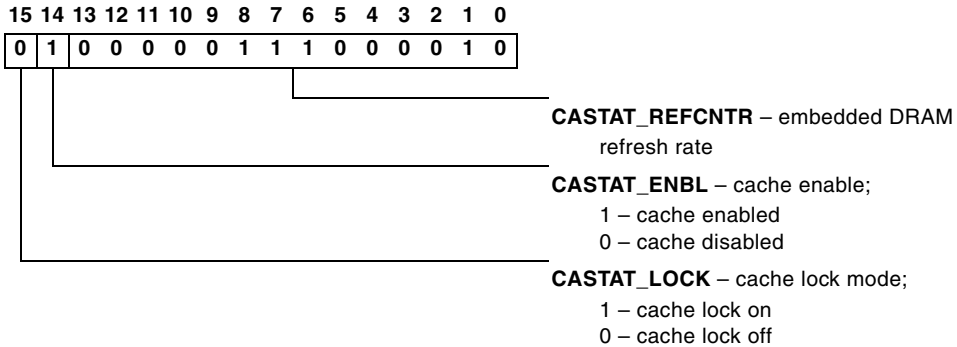 15 14 13 12 11 10 9 8 7 6 5 4 3 2 1 0
0 1 0 0 0 0 0 1 1 1 0 0 0 0 1 0
CASTAT_REFCNTR – embedded DRAM
refresh rate
CASTAT_ENBL – cache enable;
1 – cache enabled
0 – cache disabled
CASTAT_LOCK – cache lock mode;
1 – cache lock on
0 – cache lock off